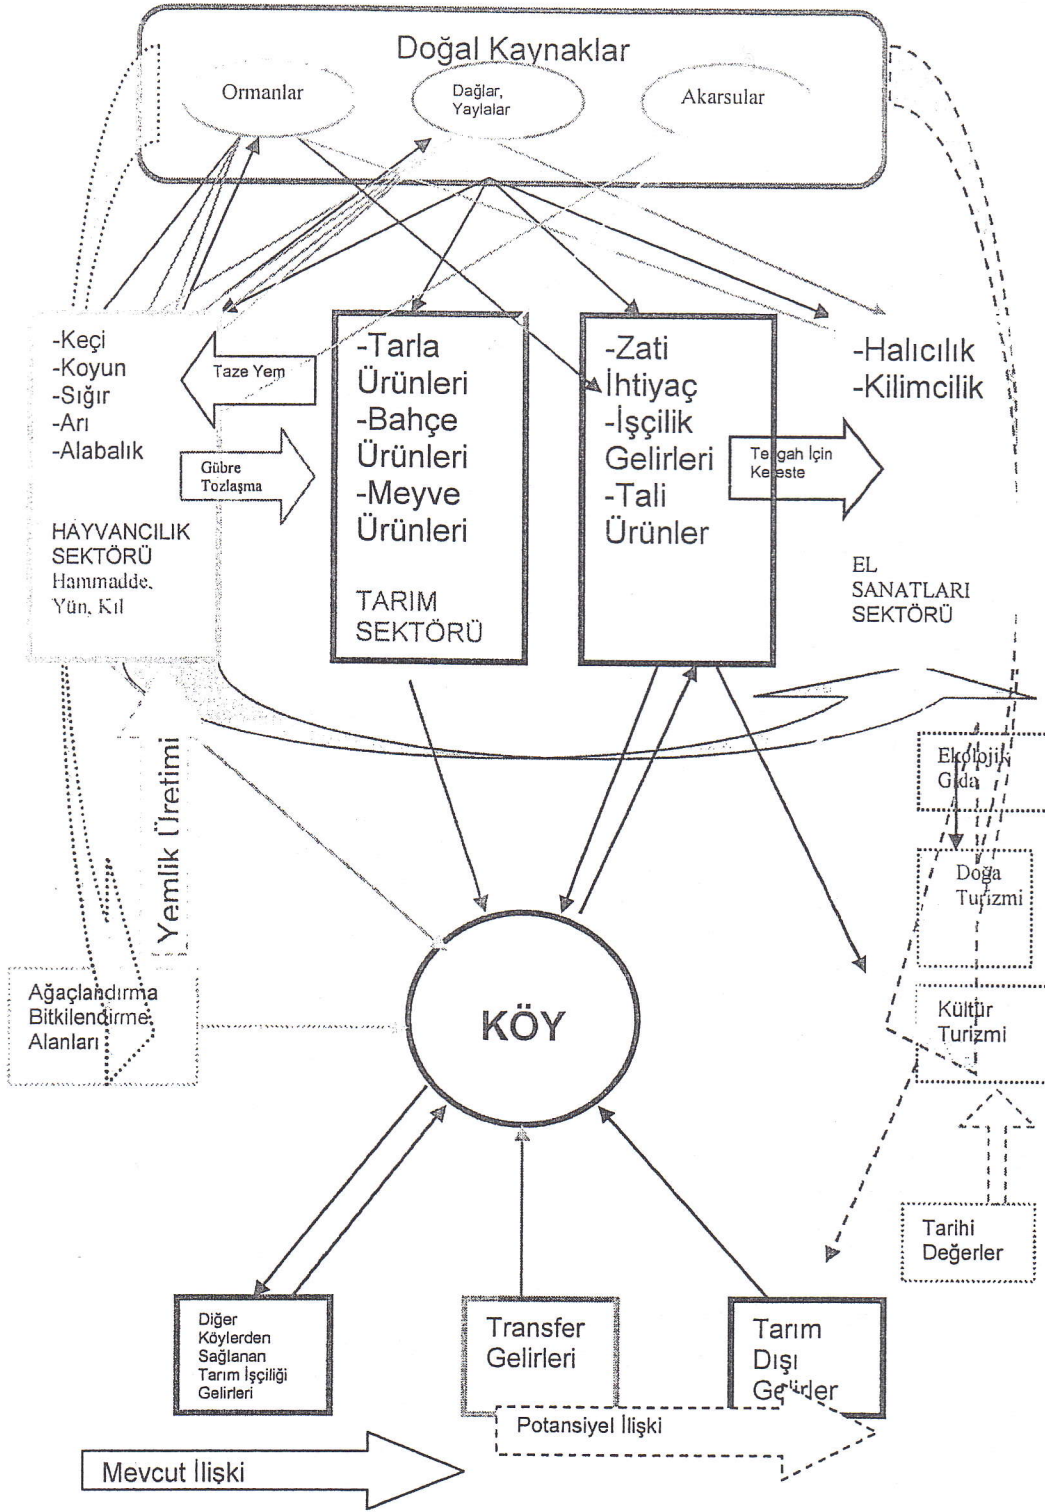 Doğal Kaynaklar
Ormanlar
Dağlar,
Yaylalar
Akarsular
-Keçi
-Koyun
-Sığır
-Arı
-Alabalık
HAYVANCILIK
SEKTÖRÜ
Hammadde,
Yün, Kıl
Taze Yem
Gübre
Tozlaşma
-Tarla
Ürünleri
-Bahçe
Ürünleri
-Meyve
Ürünleri
TARIM
SEKTÖRÜ
-Zati
İhtiyaç
-İşçilik
Gelirleri
-Tali
Ürünler
Tezgah İçin
Kereste
-Halıcılık
-Kilimcilik
EL
SANATLARI
SEKTÖRÜ
Yemlik Üretimi
Ekolojik
Gıda
Doğa
Turizmi
Kültür
Turizmi
Tarihi
Değerler
Ağaçlandırma
Bitkilendirme
Alanları
KÖY
Diğer
Köylerden
Sağlanan
Tarım İşçiliği
Gelirleri
Transfer
Gelirleri
Tarım
Dışı
Gelirler
Potansiyel İlişki
Mevcut İlişki